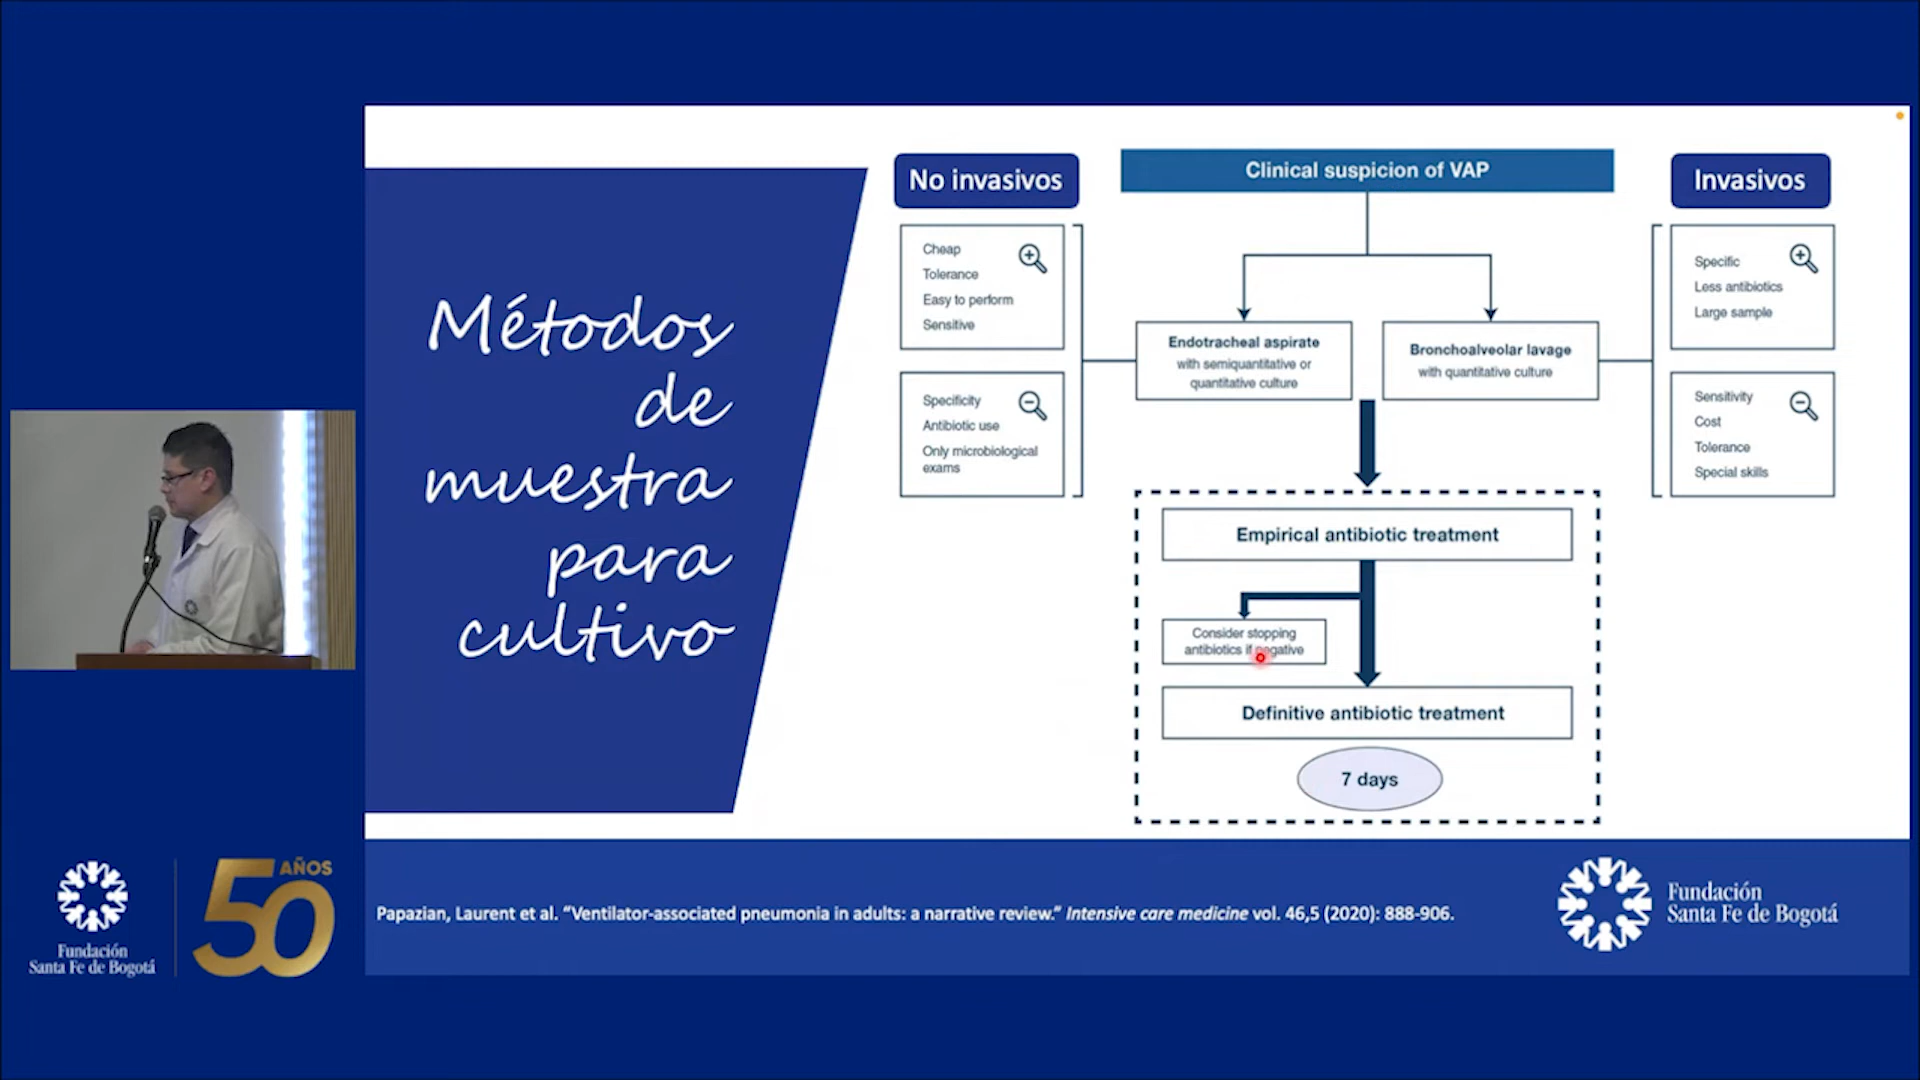 Métodos
de
muestra
para
cultivo
No invasivos
Clinical suspicion of VAP
Invasivos
Cheap
Tolerance
Easy to perform
Sensitive
Specificity
Antibiotic use
Only microbiological
exams
Endotracheal aspirate
with semiquantitative or
quantitative culture
Bronchoalveolar lavage
with quantitative culture
Specific
Less antibiotics
Large sample
Sensitivity
Cost
Tolerance
Special skills
Empirical antibiotic treatment
Consider stopping
antibiotics if negative
Definitive antibiotic treatment
7 days
Fundación
Santa Fe de Bogotá
50 AÑOS
Papazian, Laurent et al. “Ventilator-associated pneumonia in adults: a narrative review.” Intensive care medicine vol. 46,5 (2020): 888-906.
Fundación
Santa Fe de Bogotá